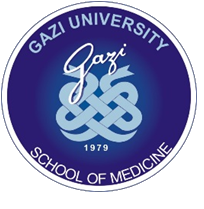 GAZI UNIVERSITY
Gazi
1979
SCHOOL OF MEDICINE